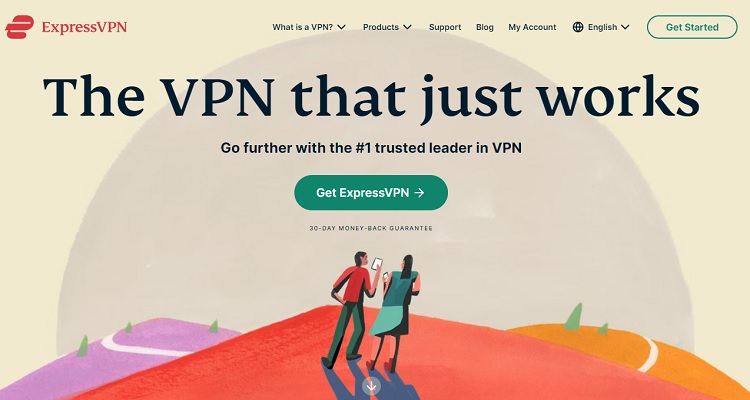 ExpressVPN
What is a VPN? Products Support Blog My Account English Get Started
The VPN that just works
Go further with the #1 trusted leader in VPN
Get ExpressVPN →
30-DAY MONEY-BACK GUARANTEE